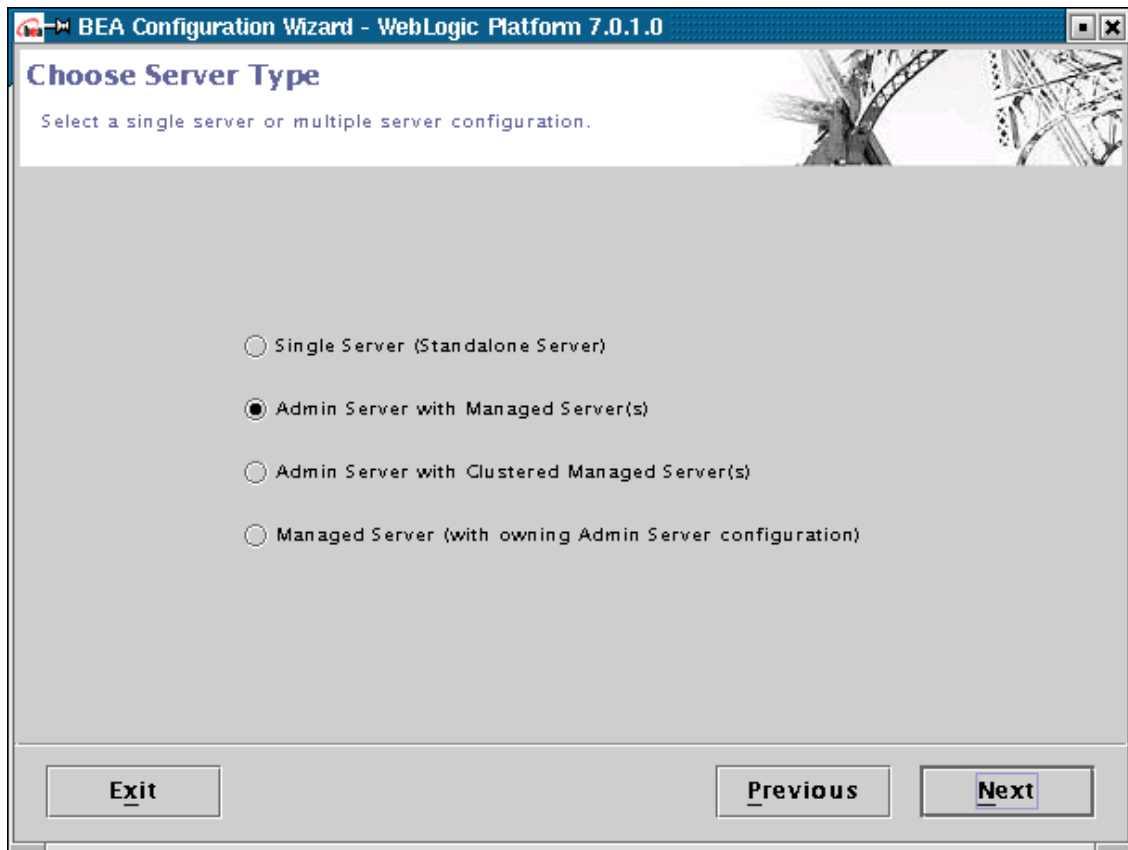 BEA Configuration Wizard - WebLogic Platform 7.0.1.0
Choose Server Type
Select a single server or multiple server configuration.
Single Server (Standalone Server)
Admin Server with Managed Server(s)
Admin Server with Clustered Managed Server(s)
Managed Server (with owning Admin Server configuration)
Exit
Previous
Next